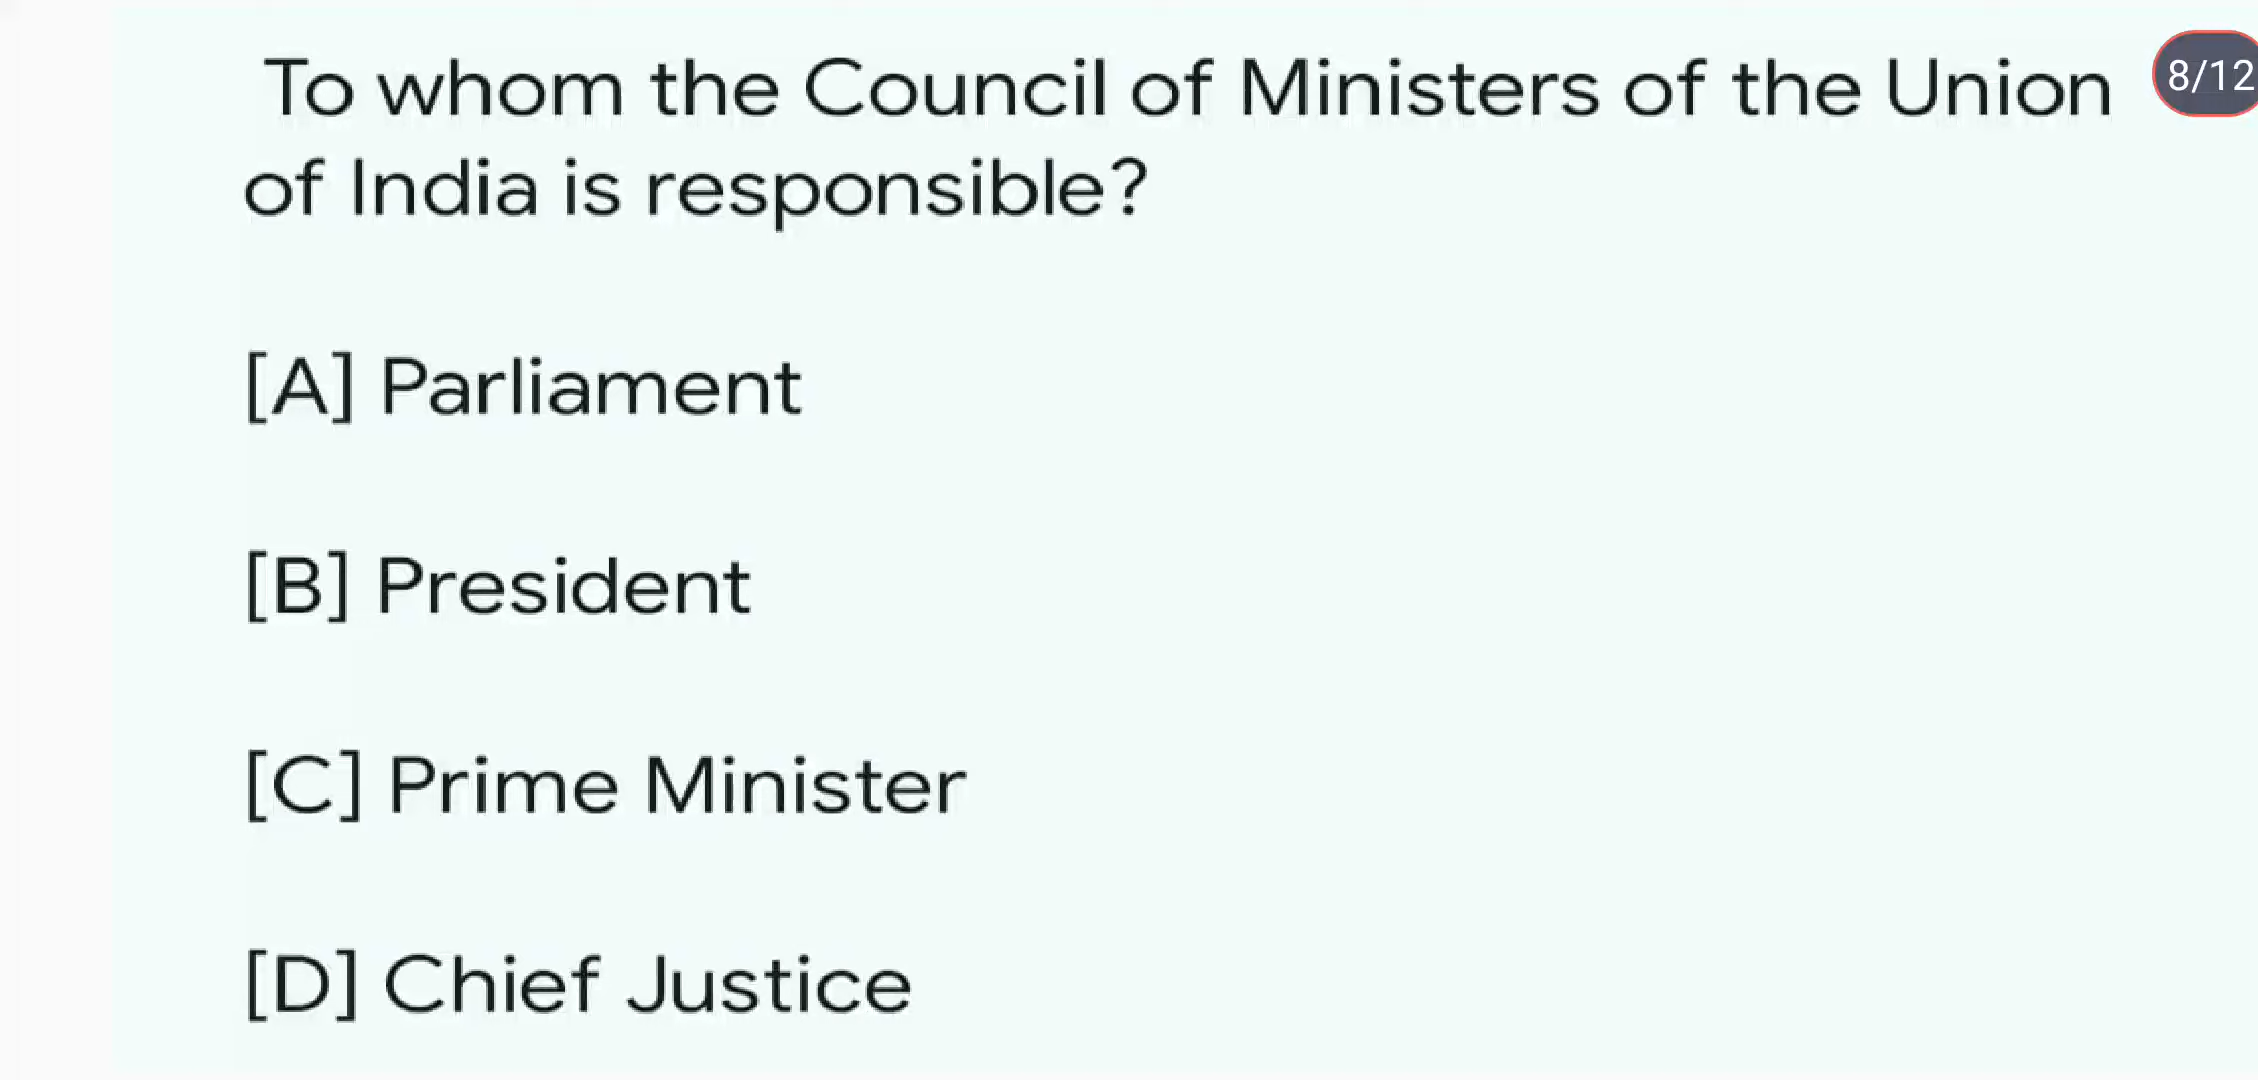 To whom the Council of Ministers of the Union
8/12
of India is responsible?
[A] Parliament
[B] President
[C] Prime Minister
[D] Chief Justice